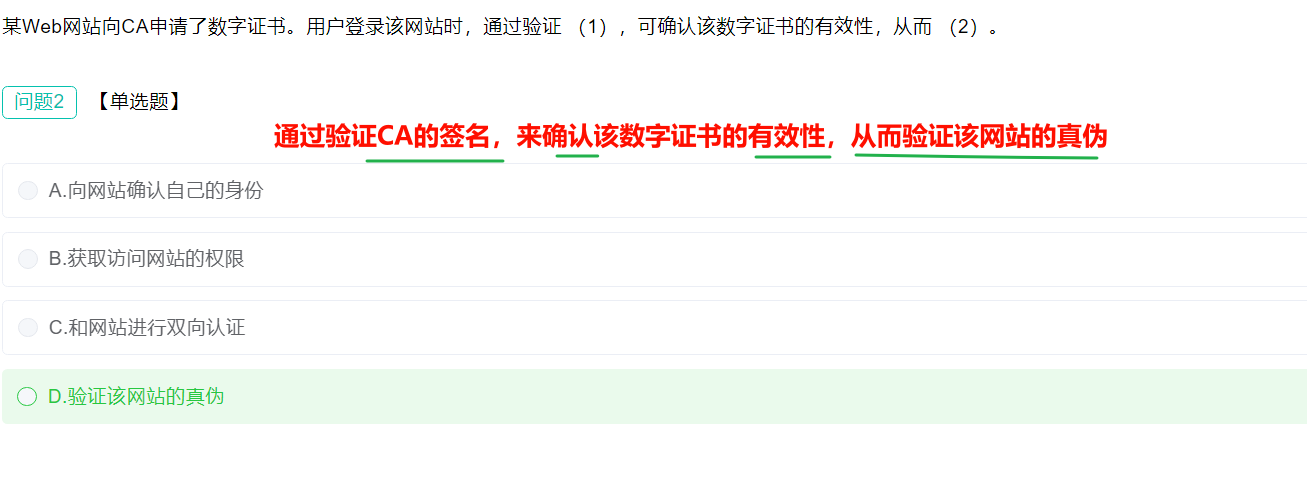 某Web网站向CA申请了数字证书。用户登录该网站时，通过验证 （1），可确认该数字证书的有效性，从而 （2）。
问题2 【单选题】
通过验证CA的签名，来确认该数字证书的有效性，从而验证该网站的真伪
A.向网站确认自己的身份
B.获取访问网站的权限
C.和网站进行双向认证
D.验证该网站的真伪